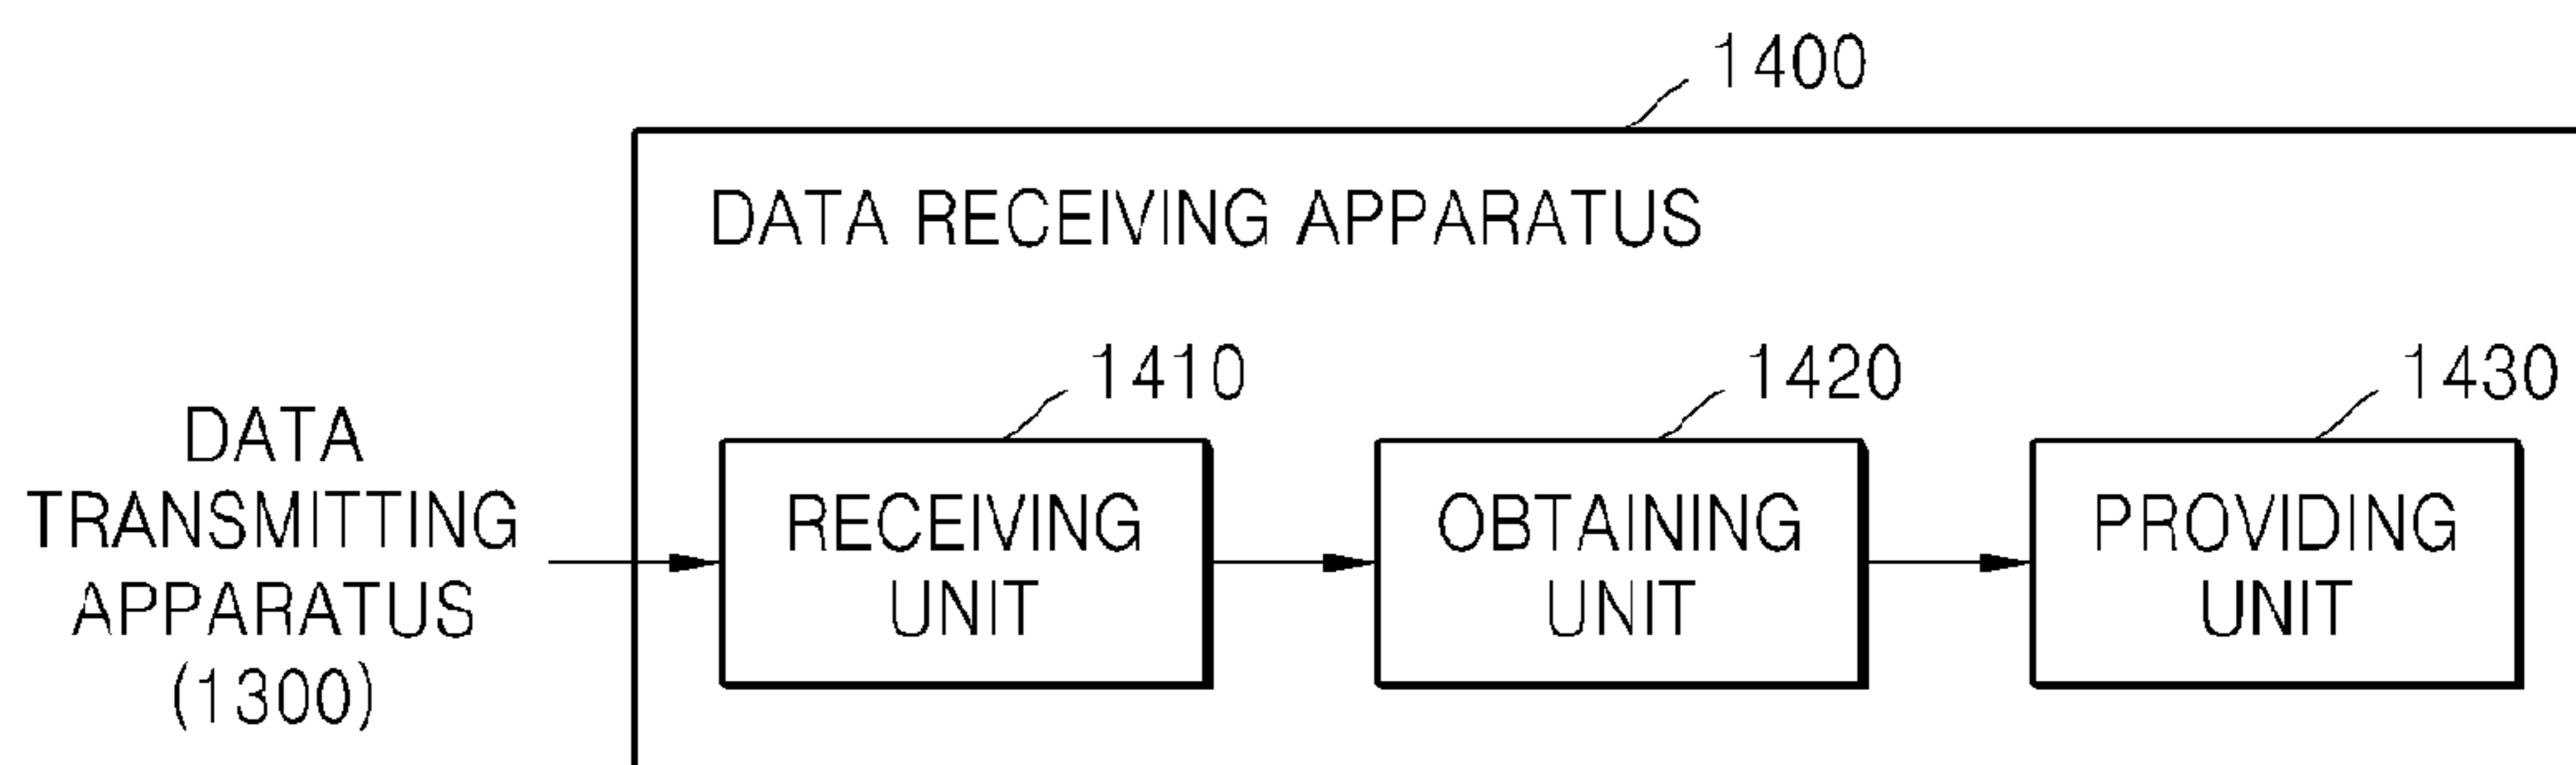 1400
DATA RECEIVING APPARATUS
1410
1420
1430
DATA
TRANSMITTING
APPARATUS
(1300)
RECEIVING
UNIT
OBTAINING
UNIT
PROVIDING
UNIT